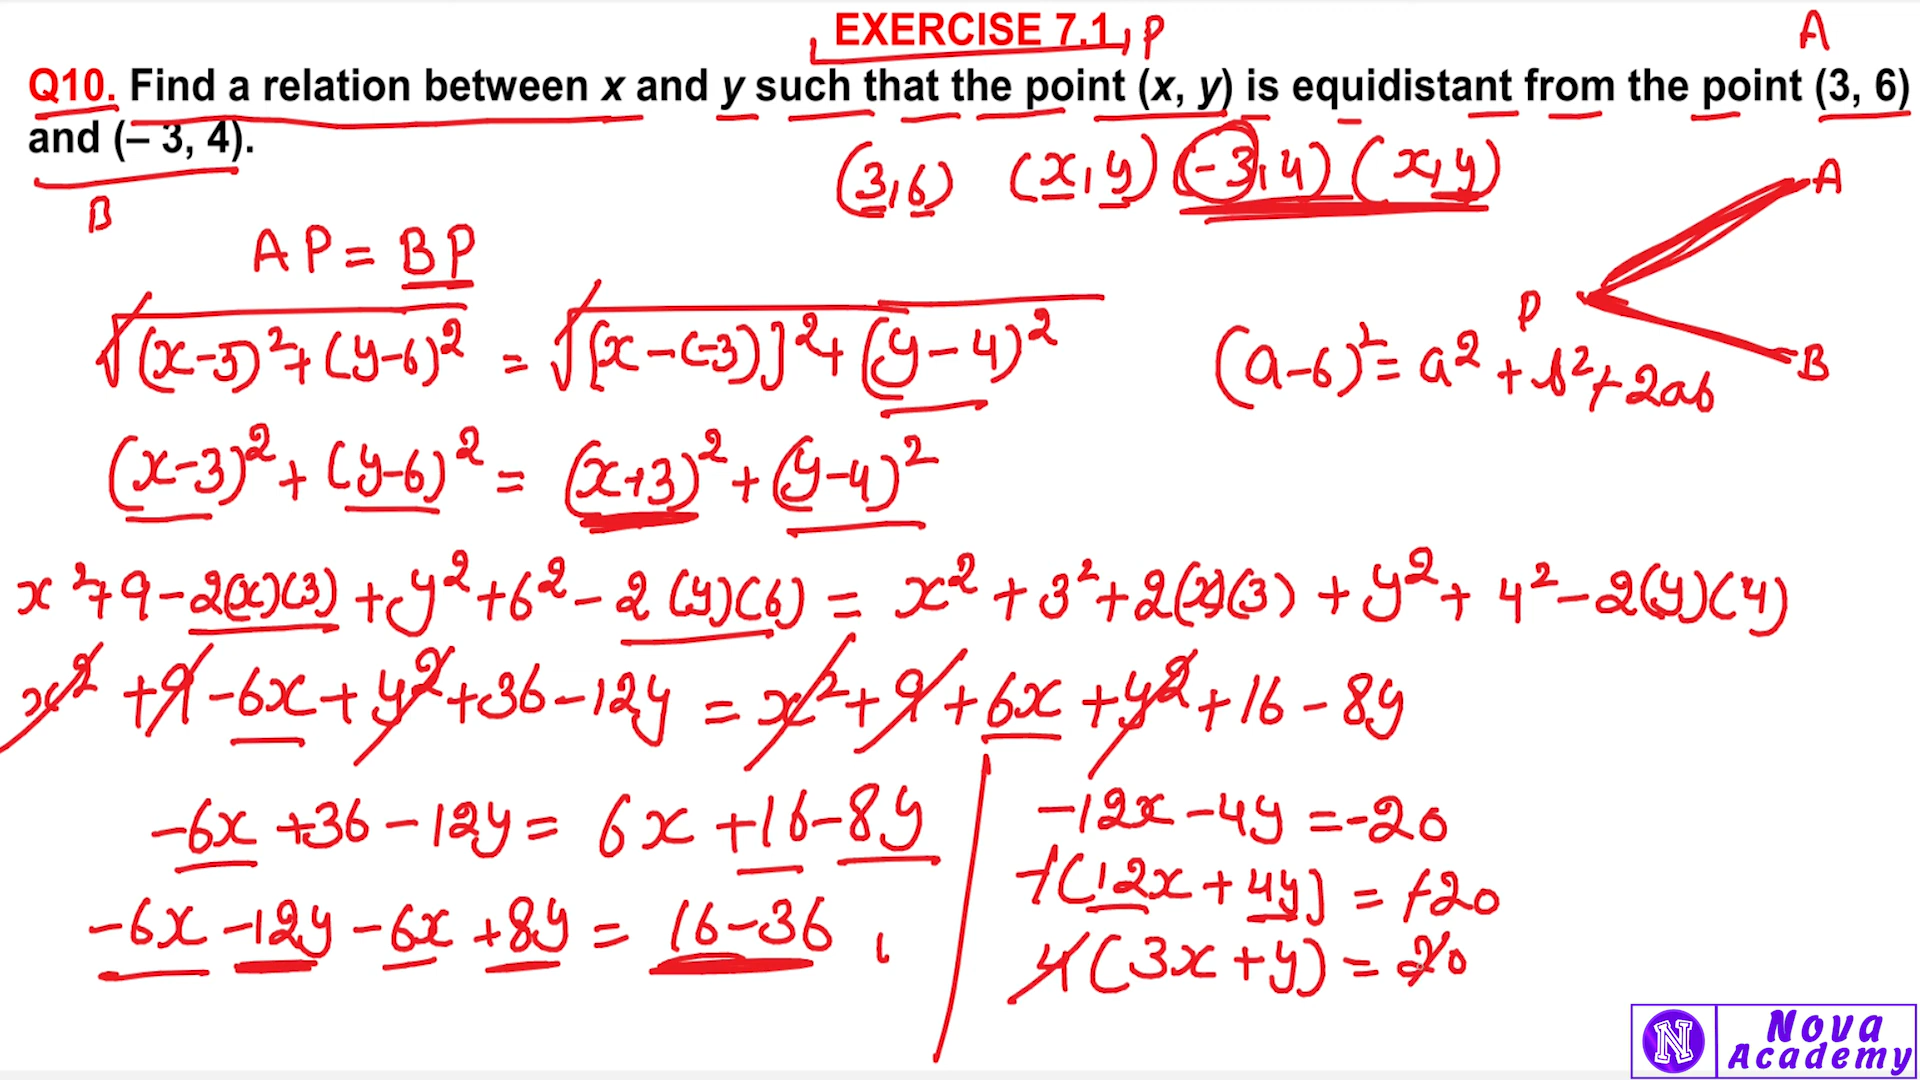 EXERCISE 7.1, P
A
Q10. Find a relation between x and y such that the point (x, y) is equidistant from the point (3, 6)
and (– 3, 4).
B
(3,6) (x,y) (-3,4) (x,y)
A
P
B
AP = BP
√(x-3)²+(y-6)² = √[x-(-3)]²+(y-4)²
(a-b)²= a²+b²+2ab
(x-3)²+(y-6)² = (x+3)²+(y-4)²
x²+9-2(x)(3)+y²+6²-2(y)(6) = x²+3²+2(x)(3)+y²+4²-2(y)(4)
x²+9-6x+y²+36-12y = x²+9+6x+y²+16-8y
-6x+36-12y = 6x+16-8y
-6x-12y-6x+8y = 16-36
-12x-4y=-20
-(12x+4y) = -20
4(3x+y) = 20
N
Nova
Academy